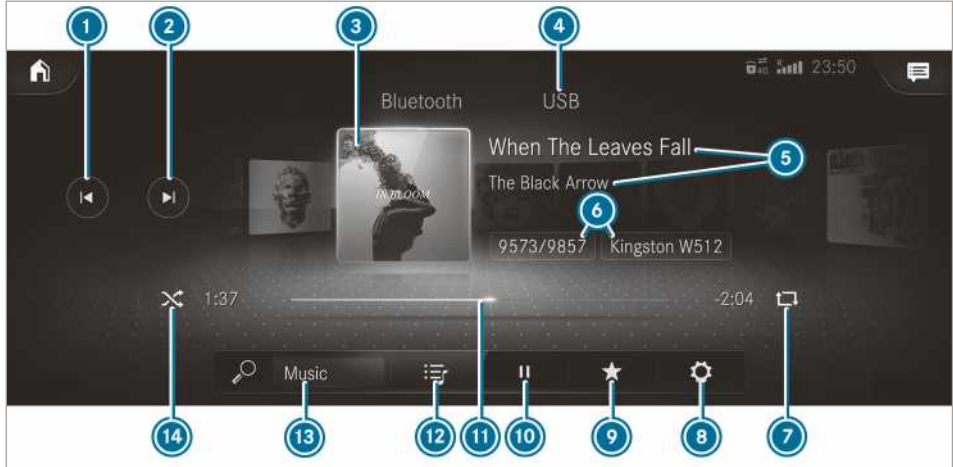 1 2 3 4
4G 23:50
Bluetooth USB
When The Leaves Fall
5
The Black Arrow
IN BLOOM
6
9573/9857 Kingston W512
1:37 -2:04
Music
14 13 12 11 10 9 8 7